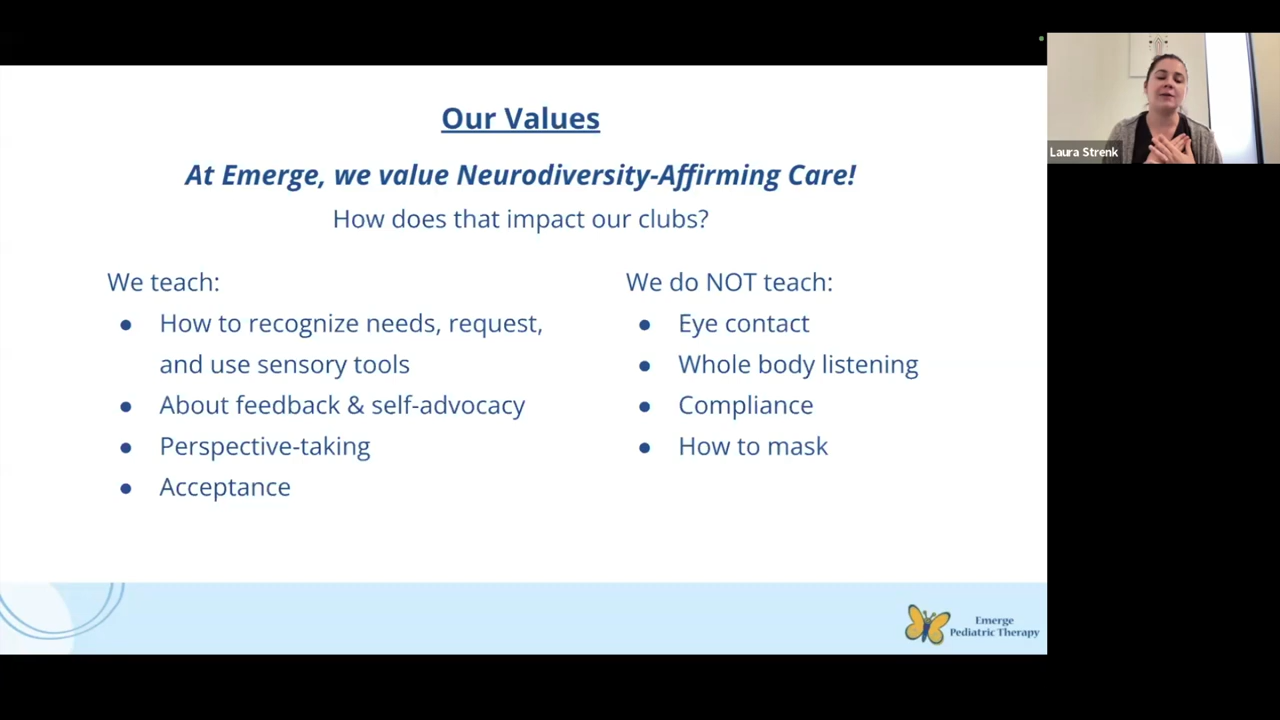 Our Values
At Emerge, we value Neurodiversity-Affirming Care!
How does that impact our clubs?
We teach:
● How to recognize needs, request,
and use sensory tools
● About feedback & self-advocacy
● Perspective-taking
● Acceptance
We do NOT teach:
● Eye contact
● Whole body listening
● Compliance
● How to mask
Emerge
Pediatric Therapy
Laura Strenk